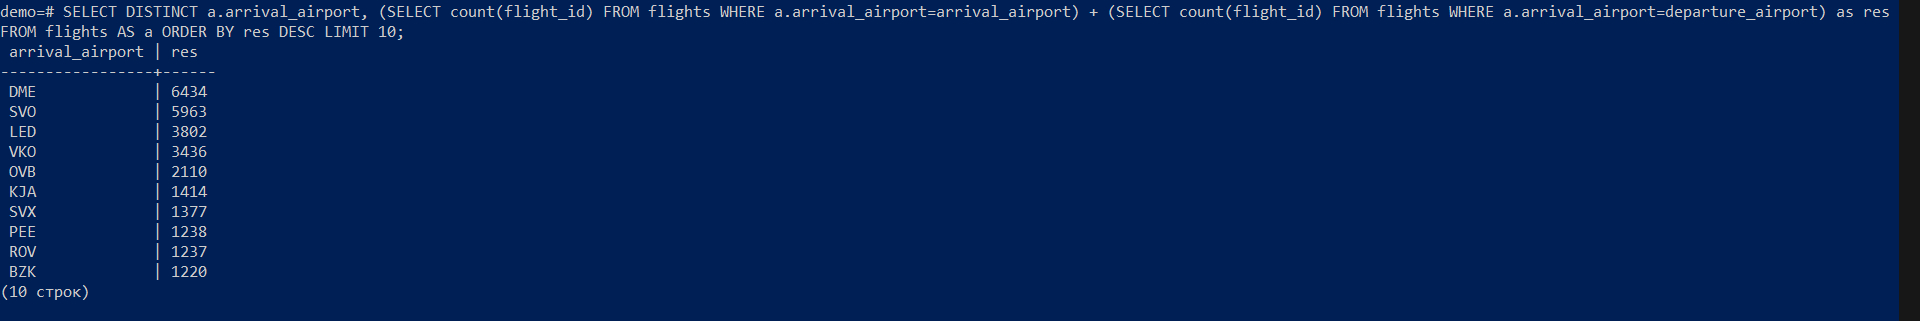 demo=# SELECT DISTINCT a.arrival_airport, (SELECT count(flight_id) FROM flights WHERE a.arrival_airport=arrival_airport) + (SELECT count(flight_id) FROM flights WHERE a.arrival_airport=departure_airport) as res
FROM flights AS a ORDER BY res DESC LIMIT 10;
 arrival_airport | res
-----------------+------
 DME             | 6434
 SVO             | 5963
 LED             | 3802
 VKO             | 3436
 OVB             | 2110
 KJA             | 1414
 SVX             | 1377
 PEE             | 1238
 ROV             | 1237
 BZK             | 1220
(10 строк)